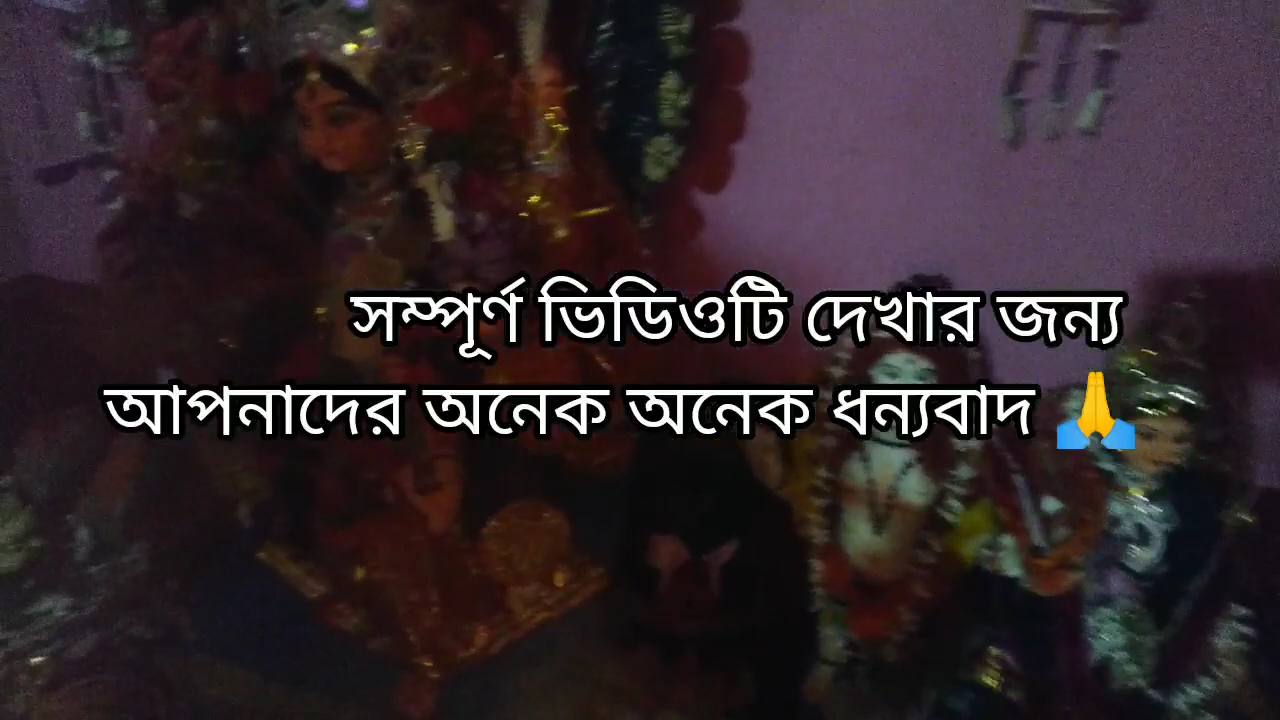 সম্পূর্ণ ভিডিওটি দেখার জন্য
আপনাদের অনেক অনেক ধন্যবাদ 🙏